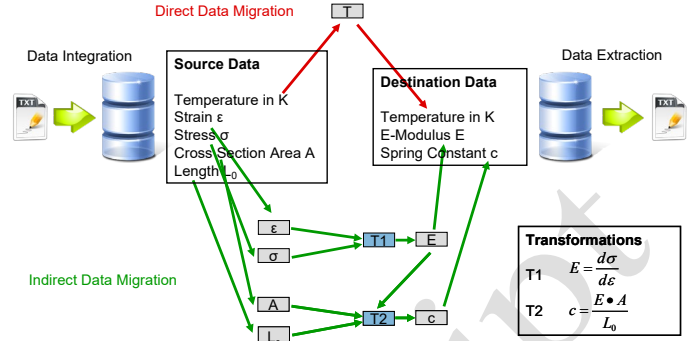 Direct Data Migration
T
Data Integration
Data Extraction
TXT
TXT
Source Data
Temperature in K
Strain ε
Stress σ
Cross Section Area A
Length L₀
Destination Data
Temperature in K
E-Modulus E
Spring Constant c
ε
σ
T1
E
Indirect Data Migration
A
T2
c
Transformations
T1 E = dσ/dε
T2 c = E • A/L₀